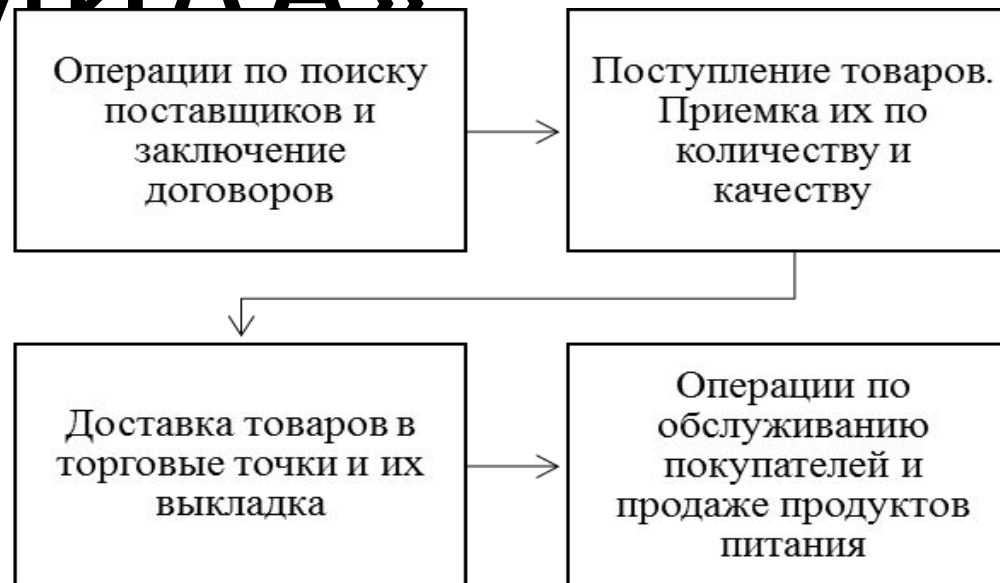 Операции по поиску
поставщиков и
заключение
договоров
Поступление товаров.
Приемка их по
количеству и
качеству
Доставка товаров в
торговые точки и их
выкладка
Операции по
обслуживанию
покупателей и
продаже продуктов
питания